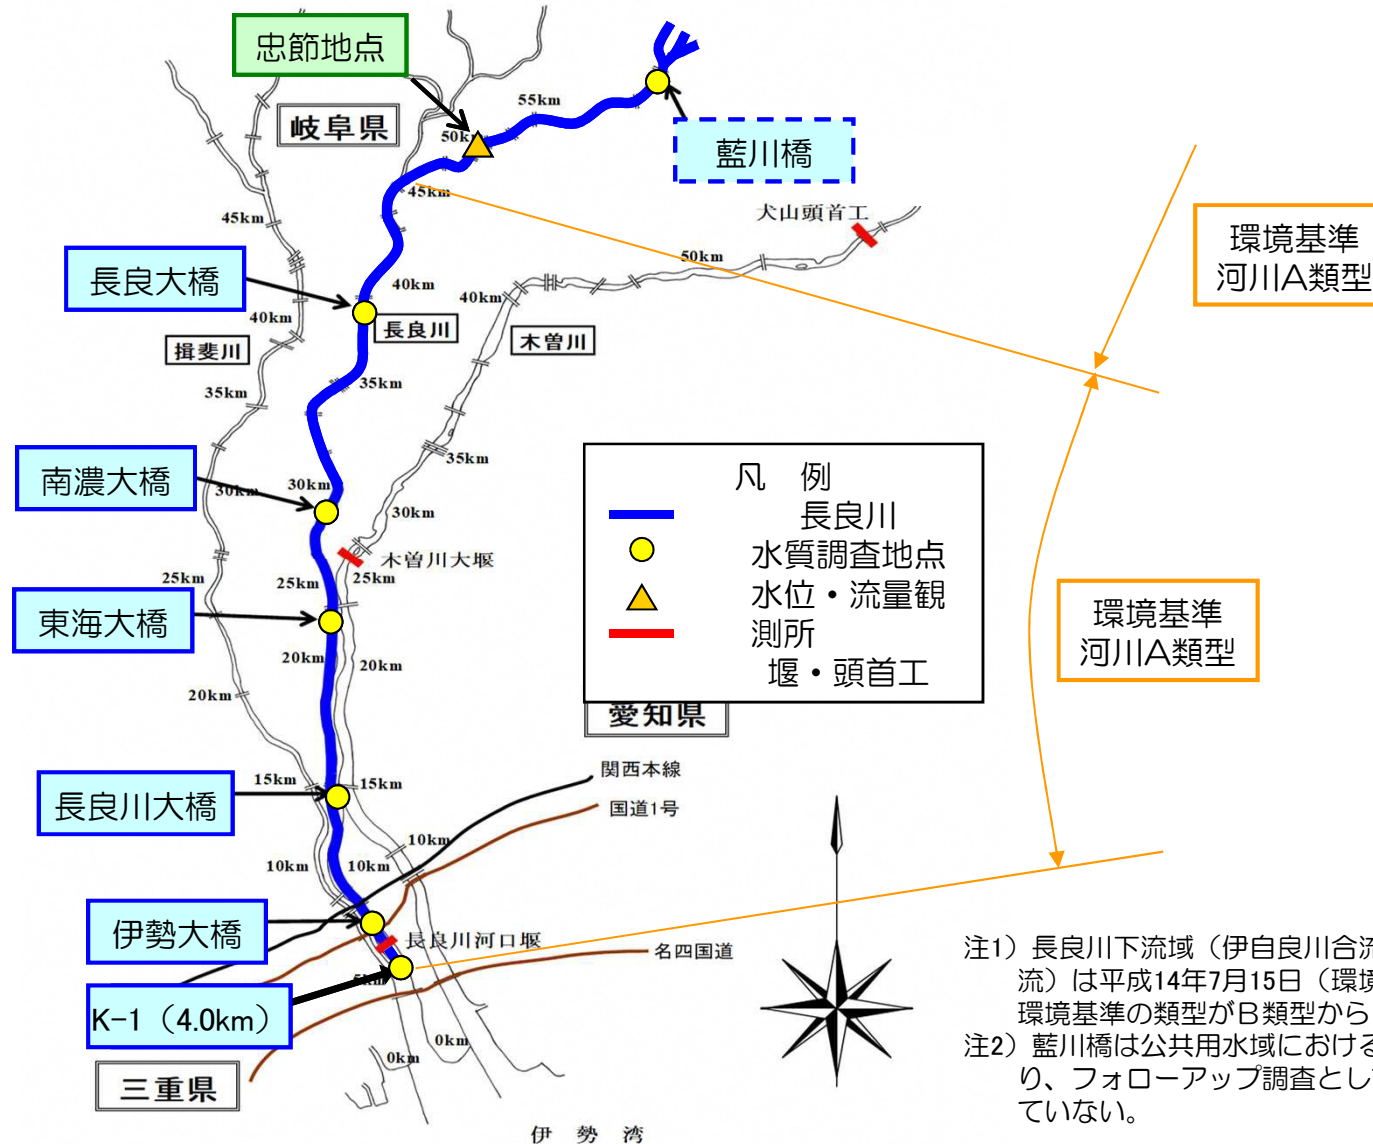 忠節地点
55km
50km
岐阜県
藍川橋
45km
犬山頭首工
45km
50km
環境基準
河川A類型
長良大橋
40km
40km
40km
長良川
木曽川
揖斐川
35km
35km
凡 例
長良川
水質調査地点
水位・流量観
測所
堰・頭首工
35km
南濃大橋
30km
30km
30km
木曽川大堰
25km
25km
25km
東海大橋
環境基準
河川A類型
20km
20km
20km
愛知県
関西本線
15km
15km
国道1号
長良川大橋
10km
10km
10km
伊勢大橋
長良川河口堰
名四国道
5km
K-1（4.0km）
0km
0km
三重県
伊 勢 湾
注1）長良川下流域（伊自良川合流
流）は平成14年7月15日（環境
環境基準の類型がＢ類型から
注2）藍川橋は公共用水域における
り、フォローアップ調査とし
ていない。